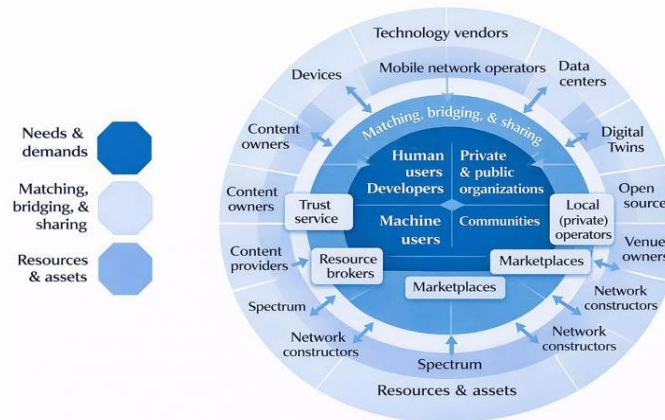 Needs &
demands
Matching,
bridging, &
sharing
Resources
& assets
Technology vendors
Mobile network operators
Devices
Data
centers
Content
owners
Matching, bridging, & sharing
Digital
Twins
Human
users
Developers
Private
& public
organizations
Content
owners
Trust
service
Machine
users
Communities
Local
(private)
operators
Open
source
Content
providers
Resource
brokers
Marketplaces
Venue
owners
Marketplaces
Spectrum
Network
constructors
Network
constructors
Spectrum
Network
constructors
Resources & assets